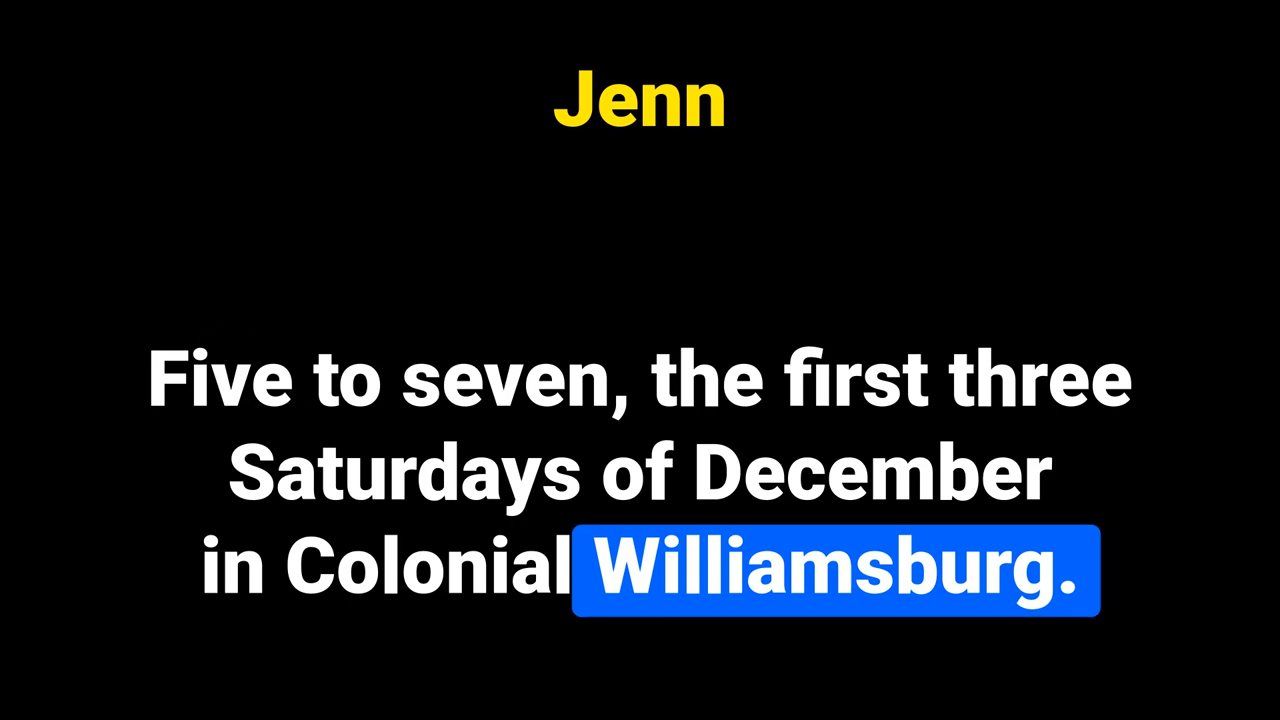 Jenn
Five to seven, the first three
Saturdays of December
in Colonial Williamsburg.